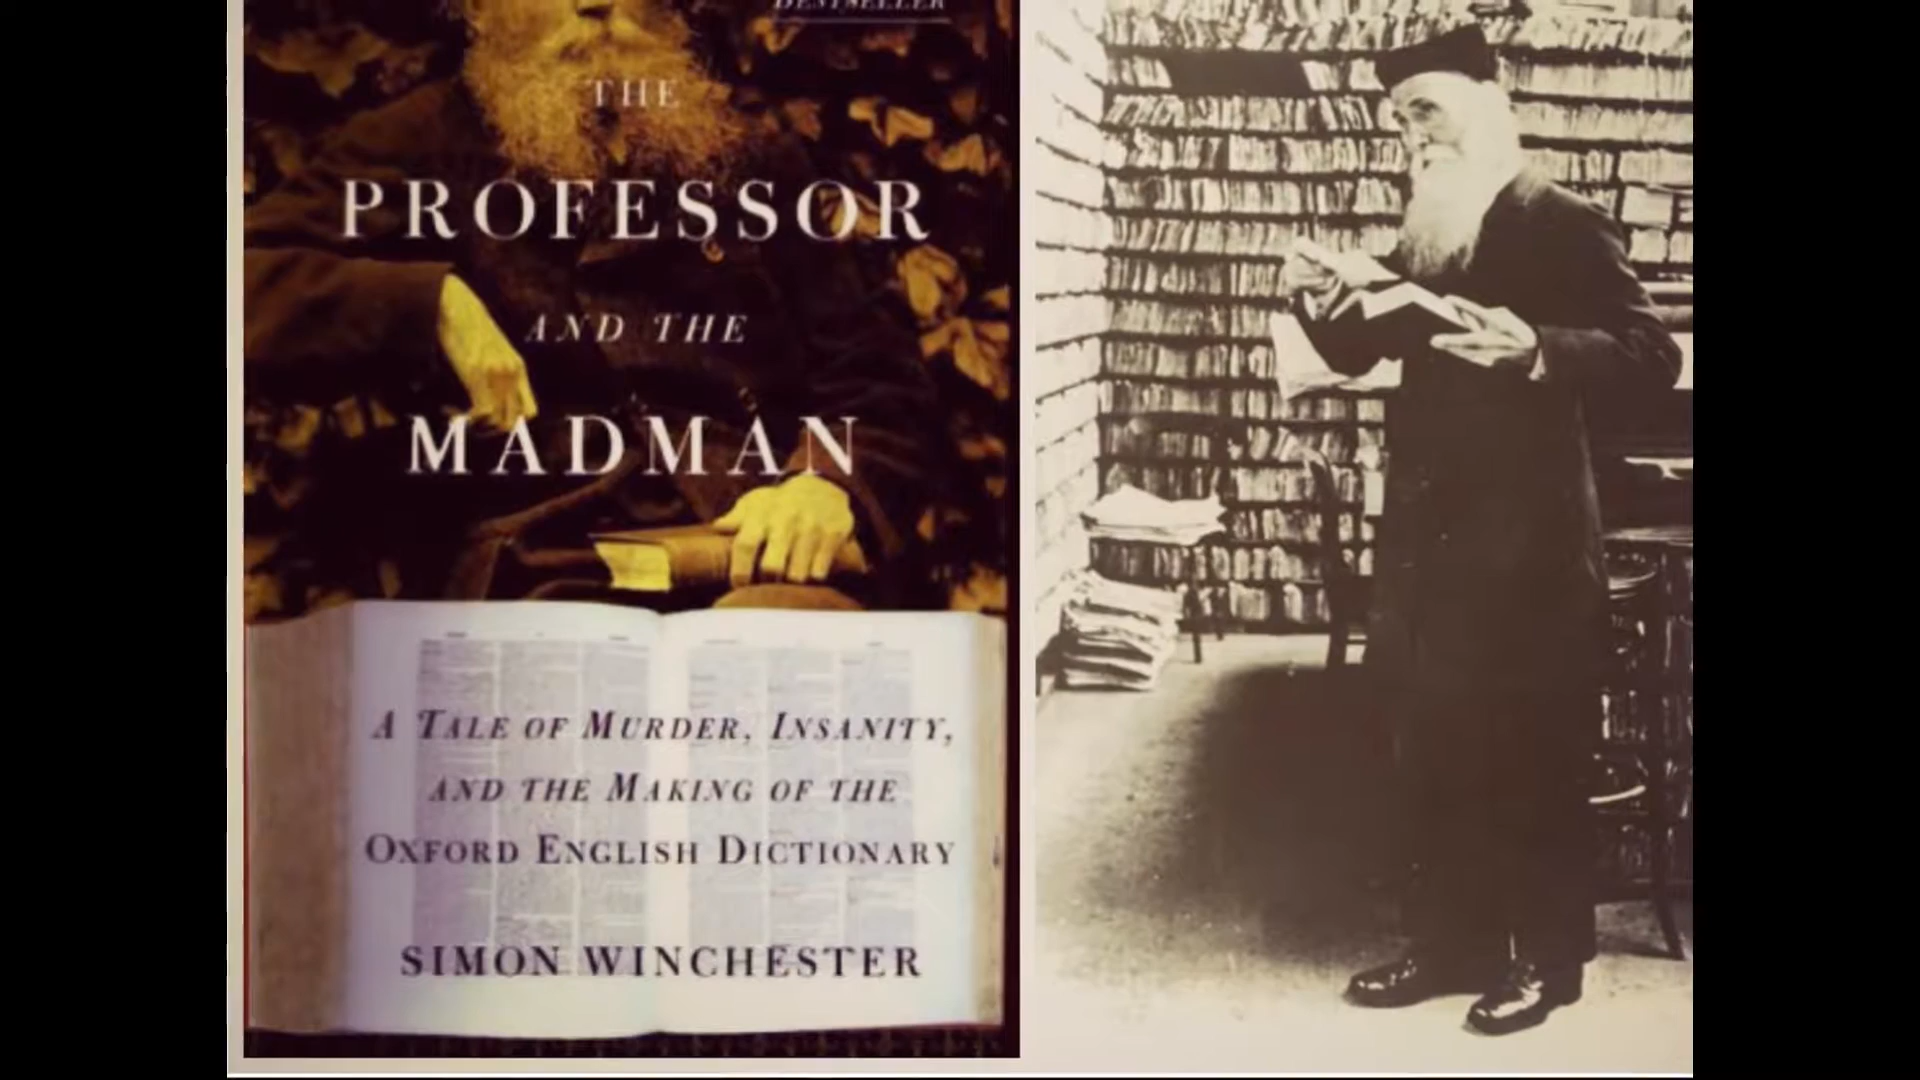 BESTSELLER
THE
PROFESSOR
AND THE
MADMAN
A TALE OF MURDER, INSANITY,
AND THE MAKING OF THE
OXFORD ENGLISH DICTIONARY
SIMON WINCHESTER